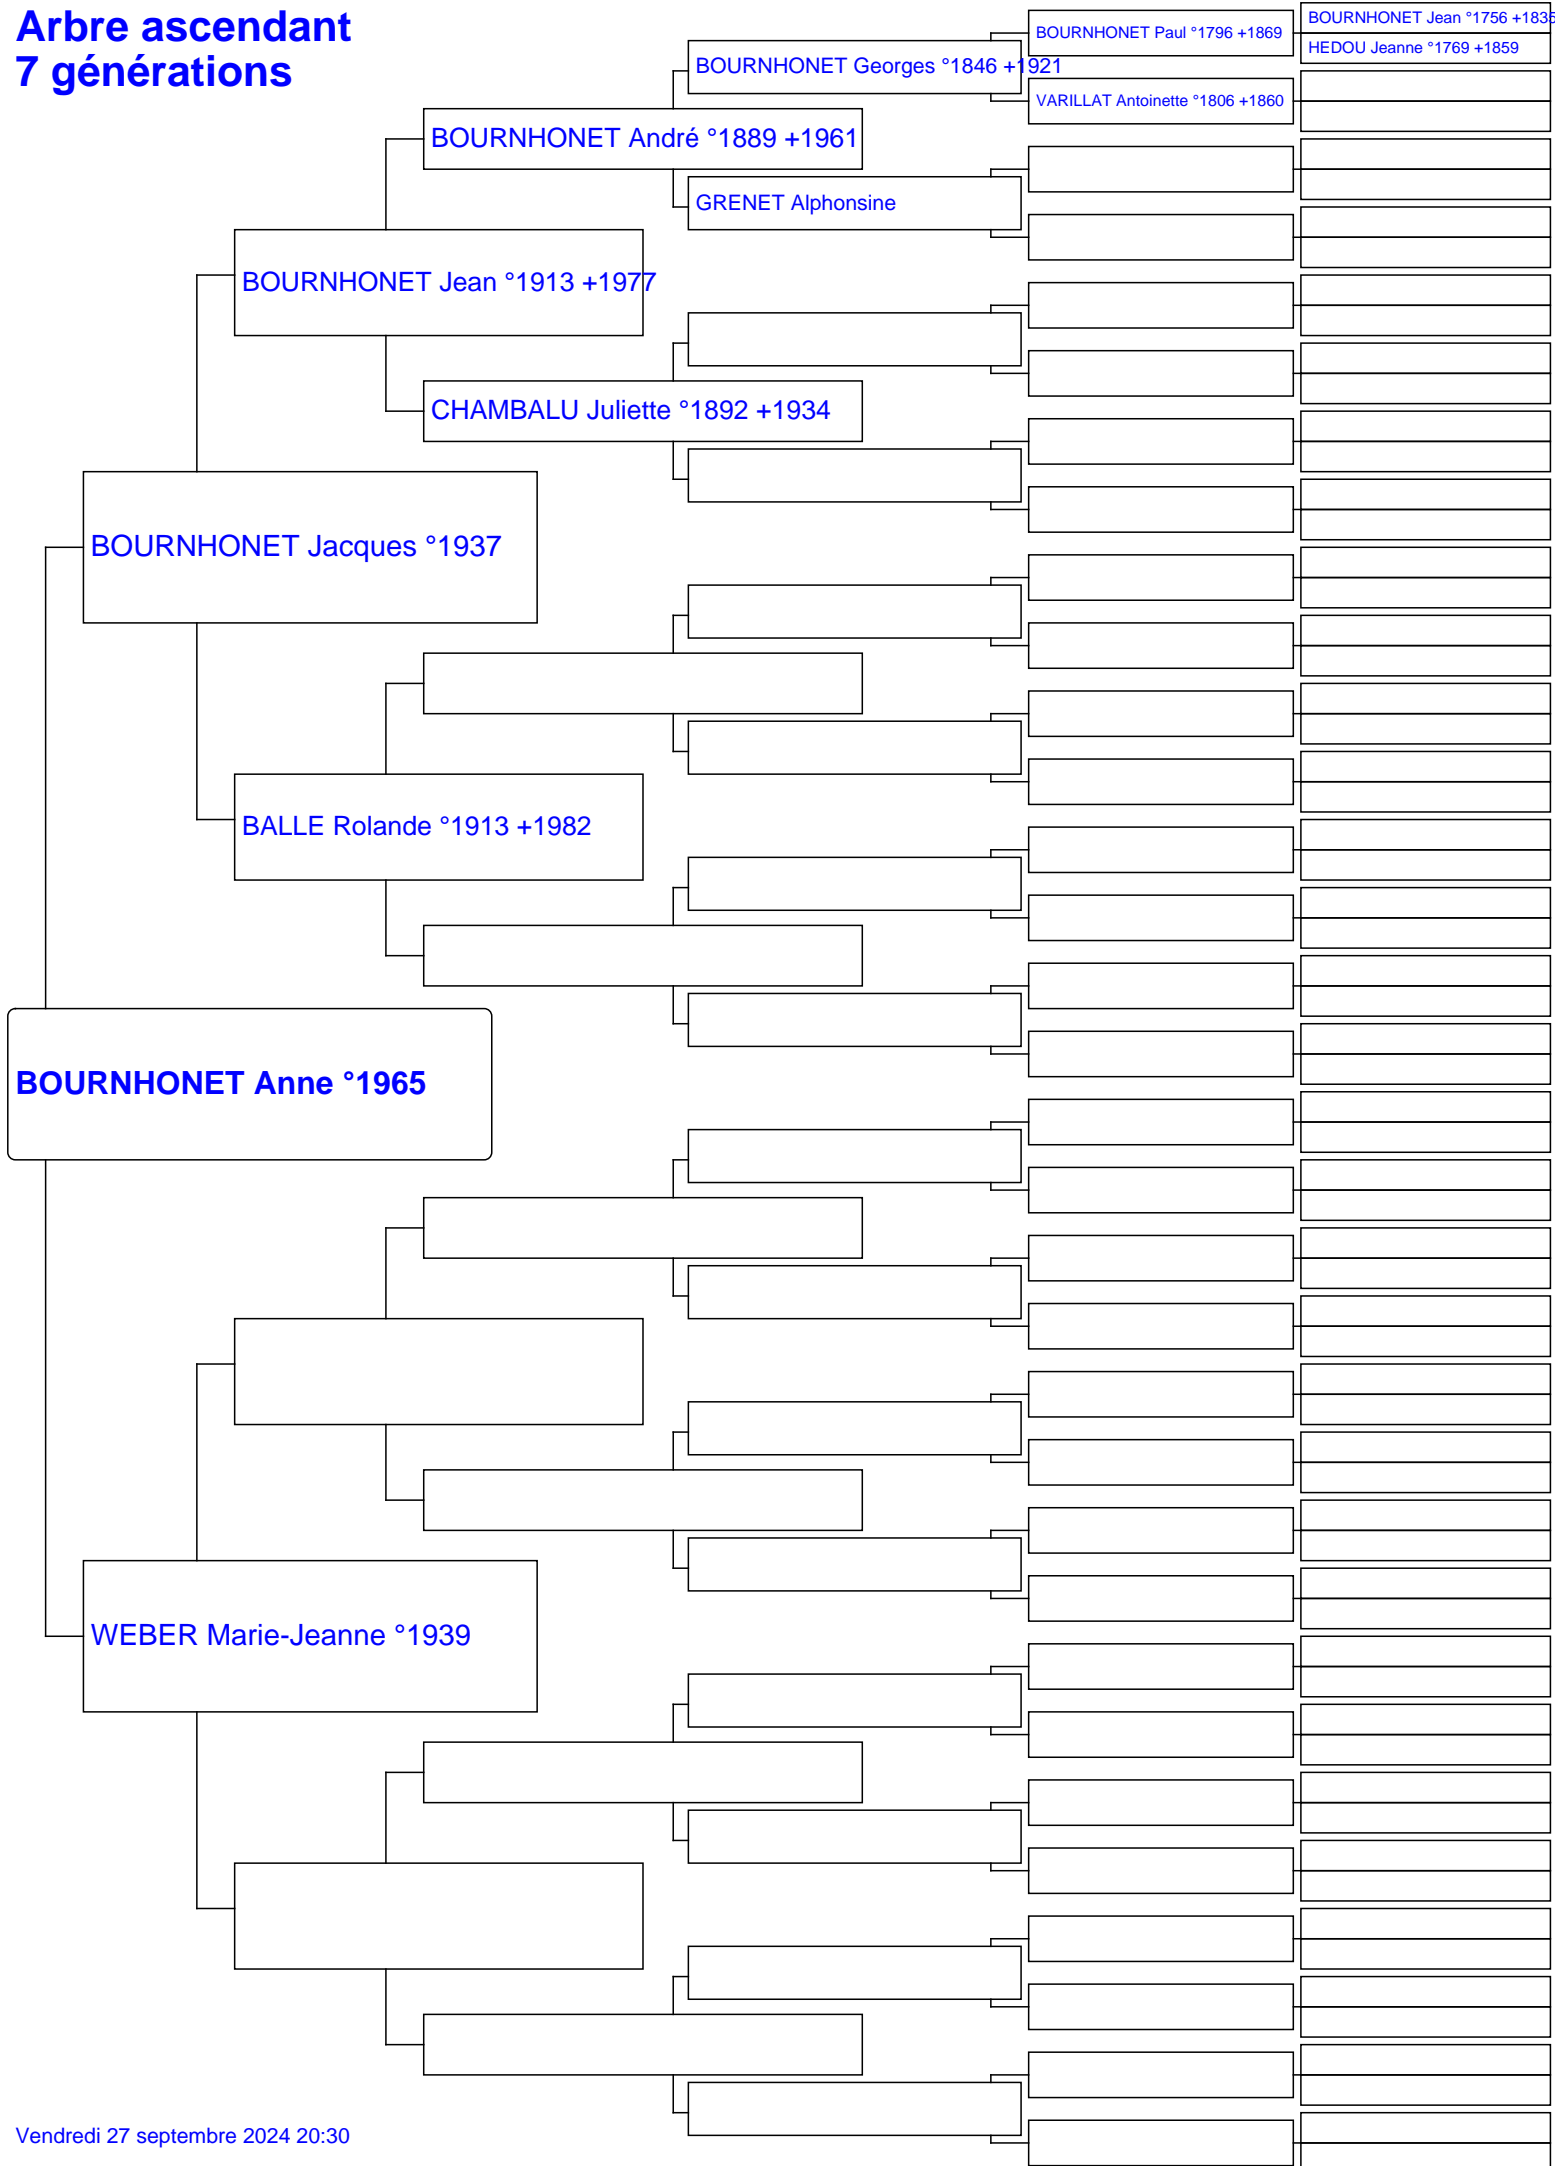 Arbre ascendant
7 générations
BOURNHONET Jean °1756 +1835
BOURNHONET Paul °1796 +1869
HEDOU Jeanne °1769 +1859
BOURNHONET Georges °1846 +1921
VARILLAT Antoinette °1806 +1860
BOURNHONET André °1889 +1961
GRENET Alphonsine
BOURNHONET Jean °1913 +1977
CHAMBALU Juliette °1892 +1934
BOURNHONET Jacques °1937
BALLE Rolande °1913 +1982
BOURNHONET Anne °1965
WEBER Marie-Jeanne °1939
Vendredi 27 septembre 2024 20:30